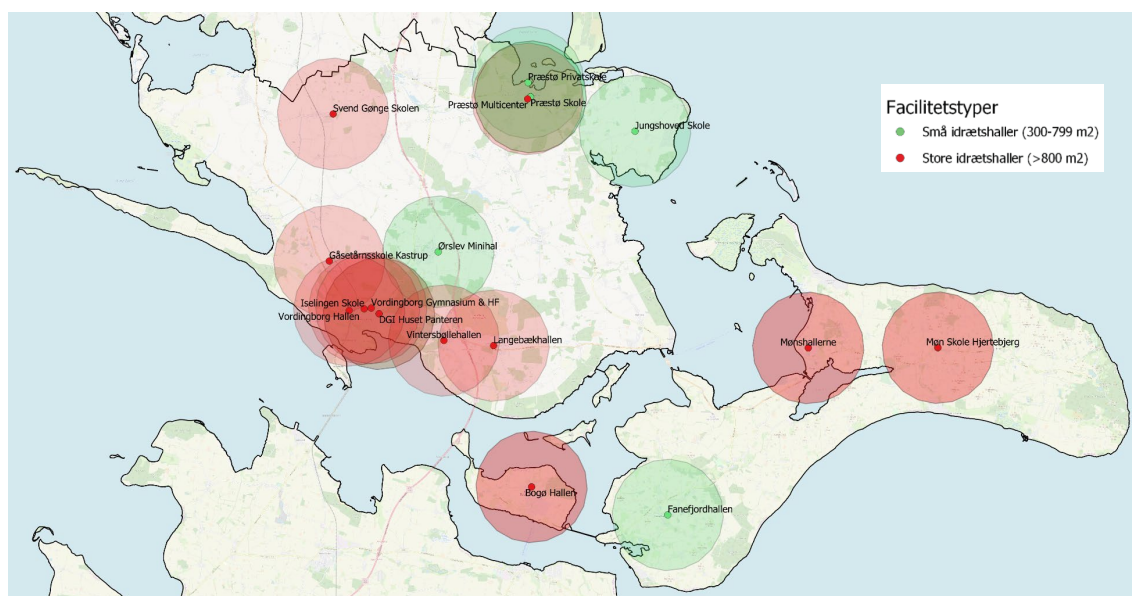 Præstø Privatskole
Præstø Multicenter
Præstø Skole
Svend Gønge Skolen
Jungshoved Skole
Facilitetstyper
Små idrætshaller (300-799 m2)
Store idrætshaller (>800 m2)
Ørslev Minihal
Gåsetårnsskole Kastrup
Iselingen Skole
Vordingborg Gymnasium & HF
Vordingborg Hallen
DGI Huset Panteren
Vintersbøllehallen
Langebækhallen
Mønshallerne
Møn Skole Hjertebjerg
Bogø Hallen
Fanefjordhallen